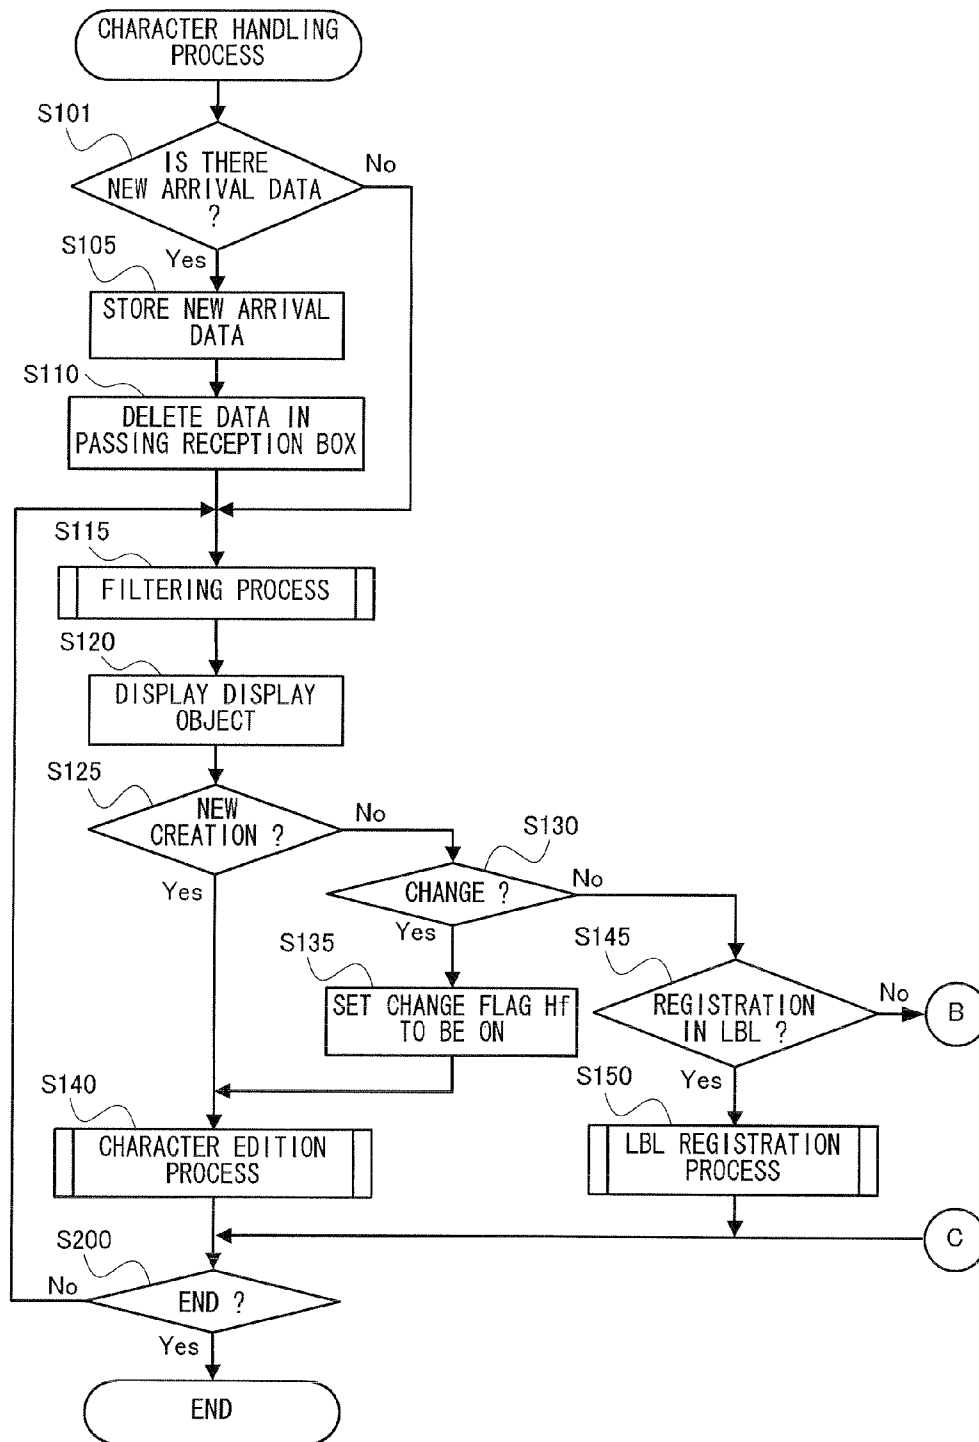 CHARACTER HANDLING
PROCESS
S101
IS THERE
NEW ARRIVAL DATA
?
No
Yes
S105
STORE NEW ARRIVAL
DATA
S110
DELETE DATA IN
PASSING RECEPTION BOX
S115
FILTERING PROCESS
S120
DISPLAY DISPLAY
OBJECT
S125
NEW
CREATION ?
No
Yes
S130
CHANGE ?
No
Yes
S135
SET CHANGE FLAG Hf
TO BE ON
S145
REGISTRATION
IN LBL ?
No
B
Yes
S140
CHARACTER EDITION
PROCESS
S150
LBL REGISTRATION
PROCESS
C
S200
END ?
No
Yes
END